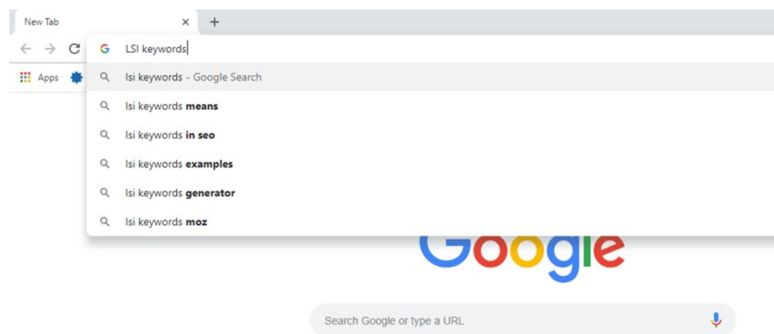 New Tab
LSI keywords
lsi keywords - Google Search
Apps
lsi keywords means
lsi keywords in seo
lsi keywords examples
lsi keywords generator
lsi keywords moz
Google
Search Google or type a URL